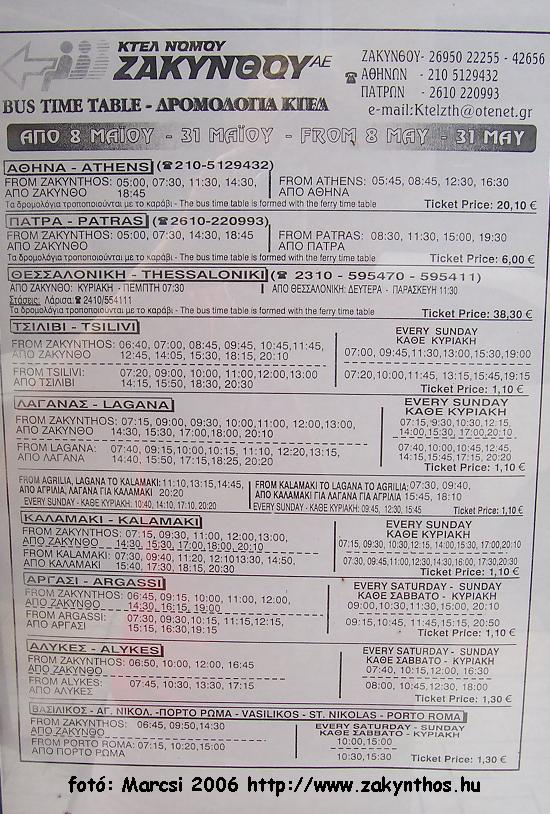 ΚΤΕΛ ΝΟΜΟΥ
ΖΑΚΥΝΘΟΥ ΑΕ
ΖΑΚΥΝΘΟΥ- 26950 22255 - 42656
☎ΑΘΗΝΩΝ - 210 5129432
ΠΑΤΡΩΝ - 2610 220993
e-mail:Ktelzth@otenet.gr
BUS TIME TABLE - ΔΡΟΜΟΛΟΓΙΑ ΚΤΕΛ
ΑΠΟ 8 ΜΑΪΟΥ - 31 ΜΑΪΟΥ - FROM 8 MAY - 31 MAY
ΑΘΗΝΑ - ATHENS (☎210-5129432)
FROM ZAKYNTHOS: 05:00, 07:30, 11:30, 14:30,
ΑΠΟ ΖΑΚΥΝΘΟ 18:45
FROM ATHENS: 05:45, 08:45, 12:30, 16:30
ΑΠΟ ΑΘΗΝΑ
Τα δρομολόγια τροποποιούνται με το καράβι - The bus time table is formed with the ferry time table
Ticket Price: 20,10 €
ΠΑΤΡΑ - PATRAS (☎2610-220993)
FROM ZAKYNTHOS: 05:00, 07:30, 14:30, 18:45
ΑΠΟ ΖΑΚΥΝΘΟ
FROM PATRAS: 08:30, 11:30, 15:00, 19:30
ΑΠΟ ΠΑΤΡΑ
Τα δρομολόγια τροποποιούνται με το καράβι - The bus time table is formed with the ferry time table
Ticket Price: 6,00 €
ΘΕΣΣΑΛΟΝΙΚΗ - THESSALONIKI (☎ 2310 - 595470 - 595411)
ΑΠΟ ΖΑΚΥΝΘΟ: ΚΥΡΙΑΚΗ - ΠΕΜΠΤΗ 07:30
ΑΠΟ ΘΕΣΣΑΛΟΝΙΚΗ: ΔΕΥΤΕΡΑ - ΠΑΡΑΣΚΕΥΗ 11:30
Στάσεις: Λάρισα:☎ 2410/554111
Τα δρομολόγια τροποποιούνται με το καράβι - The bus time table is formed with the ferry time table
Ticket Price: 38,30 €
ΤΣΙΛΙΒΙ - TSILIVI
FROM ZAKYNTHOS: 06:40, 07:00, 08:45, 09:45, 10:45,11:45,
ΑΠΟ ΖΑΚΥΝΘΟ 12:45, 14:05, 15:30, 18:15, 20:10
FROM TSILIVI: 07:20, 09:00, 10:00, 11:00, 12:00, 13:00
ΑΠΟ ΤΣΙΛΙΒΙ 14:15, 15:50, 18:30, 20:30
EVERY SUNDAY
ΚΑΘΕ ΚΥΡΙΑΚΗ
07:00, 09:45,11:30,13:00,15:30,19:00
07:20,10:00,11:45, 13:15,15:45,19:15
Ticket Price: 1,10 €
ΛΑΓΑΝΑΣ - LAGANA
FROM ZAKYNTHOS: 07:15, 09:00, 09:30, 10:00, 11:00, 12:00, 13:00,
ΑΠΟ ΖΑΚΥΝΘΟ 14:30, 15:30, 17:00,18:00, 20:10
FROM LAGANA: 07:40, 09:15, 10:00,10:15, 11:10, 12:20, 13:15,
ΑΠΟ ΛΑΓΑΝΑ 14:40, 15:50, 17:15,18:25, 20:20
EVERY SUNDAY
ΚΑΘΕ ΚΥΡΙΑΚΗ
07:15, 9:30,10:30,12:15,
14:00,15:30, 17:00,20:10
07:40, 10:00,10:45, 12:45,
14:15,15:45,17:15, 20:20
Ticket Price: 1,10 €
FROM AGRILIA, LAGANA TO KALAMAKI:11:10,13:15,14:45,
ΑΠΟ ΑΓΡΙΛΙΑ, ΛΑΓΑΝΑ ΓΙΑ ΚΑΛΑΜΑΚΙ 20:20
EVERY SUNDAY - ΚΑΘΕ ΚΥΡΙΑΚΗ: 10:40, 14:10, 17:10, 20:20
FROM KALAMAKI TO LAGANA TO AGRILIA:07:30, 09:40,
ΑΠΟ ΚΑΛΑΜΑΚΙ ΓΙΑ ΛΑΓΑΝΑ ΓΙΑ ΑΓΡΙΛΙΑ 15:45, 18:10
EVERY SUNDAY - ΚΑΘΕ ΚΥΡΙΑΚΗ: 09:45, 12:30, 15:45
Ticket Price: 1,10 €
ΚΑΛΑΜΑΚΙ - KALAMAKI
FROM ZAKYNTHOS: 07:15, 09:30, 11:00, 12:00, 13:00,
ΑΠΟ ΖΑΚΥΝΘΟ 14:30, 15:30, 17:00,18:00, 20:10
FROM KALAMAKI: 07:30, 09:40, 11:20, 12:10 13:30, 14:50,
ΑΠΟ ΚΑΛΑΜΑΚΙ 15:40, 17:30, 18:15, 20:30
EVERY SUNDAY
ΚΑΘΕ ΚΥΡΙΑΚΗ
07:15, 09:30, 10:30, 12:15, 14:00,15:30, 17:00,20:10
07:30, 09:45,11:00, 12:30, 14:30,16:00, 17:30, 20:30
Ticket Price: 1,10 €
ΑΡΓΑΣΙ - ARGASSI
FROM ZAKYNTHOS: 06:45, 09:15, 10:00, 11:00, 12:00,
ΑΠΟ ΖΑΚΥΝΘΟ 14:30, 16:15, 19:00
FROM ARGASSI: 07:30, 09:30,10:15, 11:15,12:15,
ΑΠΟ ΑΡΓΑΣΙ 15:15, 16:30,19:15
EVERY SATURDAY - SUNDAY
ΚΑΘΕ ΣΑΒΒΑΤΟ - ΚΥΡΙΑΚΗ
09:00,10:30,11:30,15:00, 20:10
09:15,10:45, 11:45,15:15, 20:50
Ticket Price: 1,10 €
ΑΛΥΚΕΣ - ALYKES
FROM ZAKYNTHOS: 06:50, 10:00, 12:00, 16:45
ΑΠΟ ΖΑΚΥΝΘΟ
FROM ALYKES: 07:45, 10:30, 13:30, 17:15
ΑΠΟ ΑΛΥΚΕΣ
EVERY SATURDAY - SUNDAY
ΚΑΘΕ ΣΑΒΒΑΤΟ - ΚΥΡΙΑΚΗ
07:40, 10:15,12:00, 16:30
08:00, 10:45, 12:30, 18:00
Ticket Price: 1,30 €
ΒΑΣΙΛΙΚΟΣ - ΑΓ. ΝΙΚΟΛ. -ΠΟΡΤΟ ΡΩΜΑ - VASILIKOS - ST. NIKOLAS - PORTO ROMA
FROM ZAKYNTHOS: 06:45, 09:50,14:30
ΑΠΟ ΖΑΚΥΝΘΟ
FROM PORTO ROMA: 07:15, 10:20,15:00
ΑΠΟ ΠΟΡΤΟ ΡΩΜΑ
EVERY SATURDAY - SUNDAY
ΚΑΘΕ ΣΑΒΒΑΤΟ - ΚΥΡΙΑΚΗ
10:00,15:00
10:30,15:30
Ticket Price: 1,30 €
fotó: Marcsi 2006 http://www.zakynthos.hu